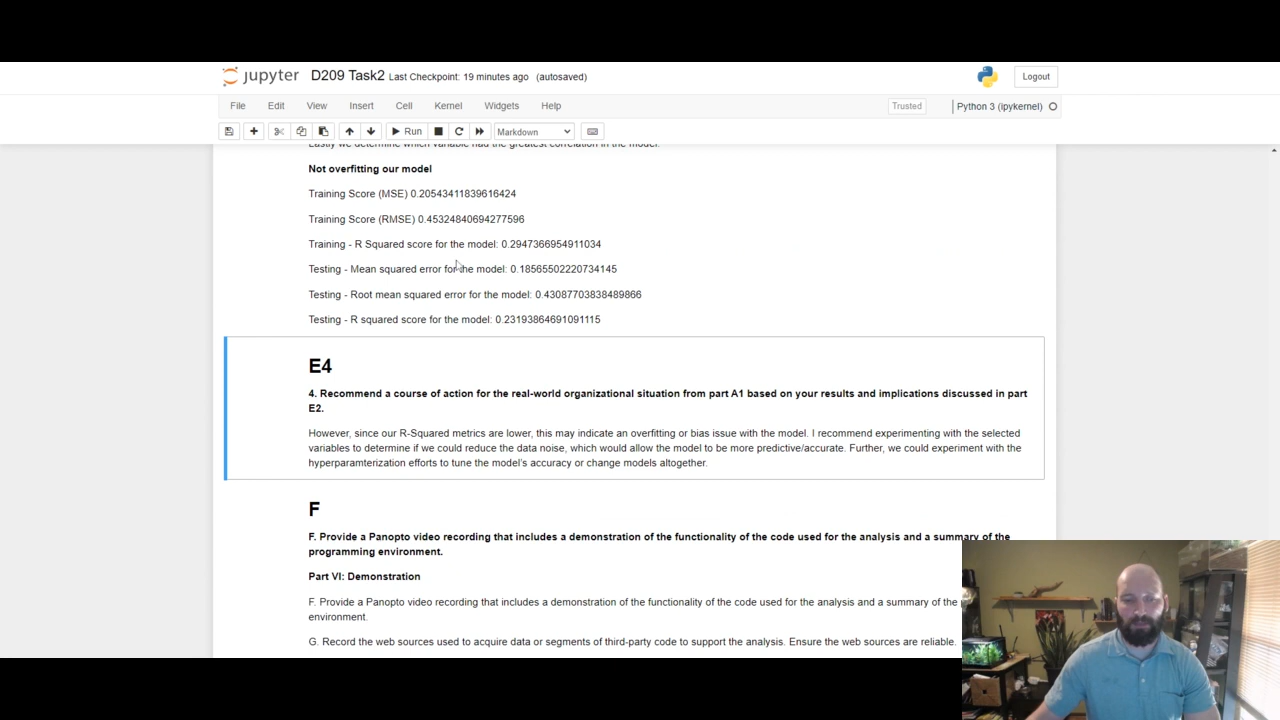 jupyter D209 Task2 Last Checkpoint: 19 minutes ago (autosaved) Logout
File Edit View Insert Cell Kernel Widgets Help Trusted Python 3 (ipykernel)
Run Markdown
Lastly we determine which variable had the greatest correlation in the model.
Not overfitting our model
Training Score (MSE) 0.20543411839616424
Training Score (RMSE) 0.45324840694277596
Training - R Squared score for the model: 0.2947366954911034
Testing - Mean squared error for the model: 0.18565502220734145
Testing - Root mean squared error for the model: 0.43087703838489866
Testing - R squared score for the model: 0.23193864691091115
E4
4. Recommend a course of action for the real-world organizational situation from part A1 based on your results and implications discussed in part
E2.
However, since our R-Squared metrics are lower, this may indicate an overfitting or bias issue with the model. I recommend experimenting with the selected
variables to determine if we could reduce the data noise, which would allow the model to be more predictive/accurate. Further, we could experiment with the
hyperparamterization efforts to tune the model's accuracy or change models altogether.
F
F. Provide a Panopto video recording that includes a demonstration of the functionality of the code used for the analysis and a summary of the
programming environment.
Part VI: Demonstration
F. Provide a Panopto video recording that includes a demonstration of the functionality of the code used for the analysis and a summary of the
environment.
G. Record the web sources used to acquire data or segments of third-party code to support the analysis. Ensure the web sources are reliable.